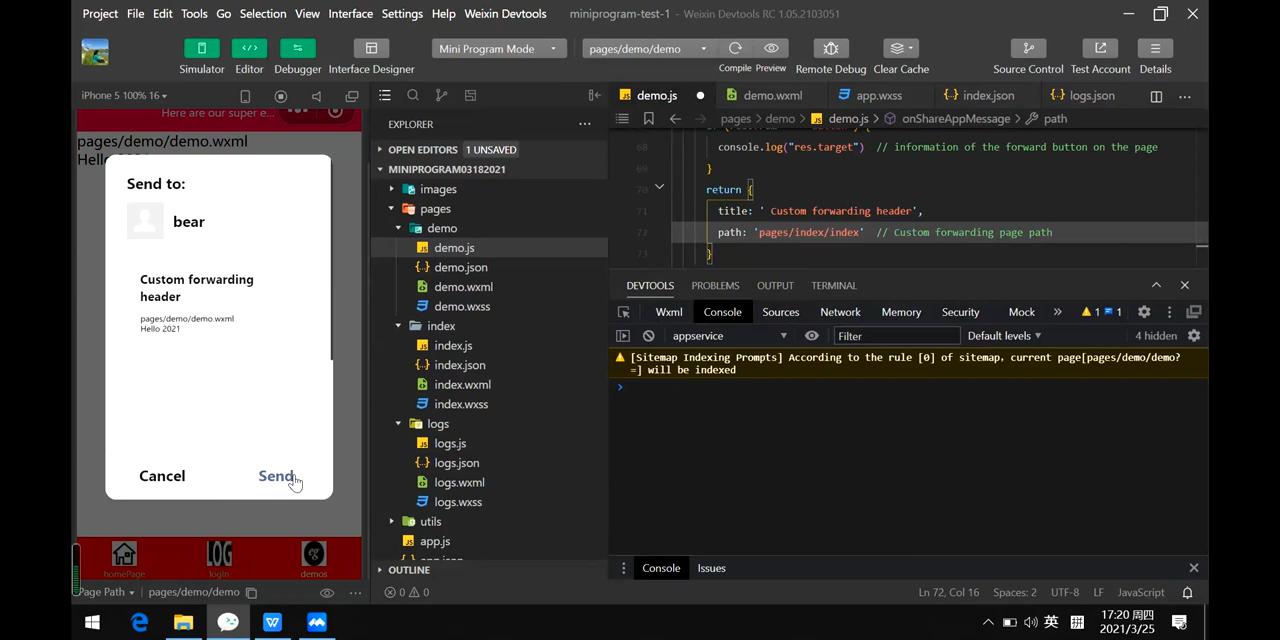 Project File Edit Tools Go Selection View Interface Settings Help Weixin Devtools miniprogram-test-1 - Weixin Devtools RC 1.05.2103051
Mini Program Mode pages/demo/demo
Simulator Editor Debugger Interface Designer Compile Preview Remote Debug Clear Cache Source Control Test Account Details
iPhone 5 100% 16
Here are our super e...
pages/demo/demo.wxml
Hello 2021
Send to:
bear
Custom forwarding
header
pages/demo/demo.wxml
Hello 2021
Cancel Send
homePage login demos
Page Path pages/demo/demo
EXPLORER
OPEN EDITORS 1 UNSAVED
MINIPROGRAM03182021
images
pages
demo
demo.js
demo.json
demo.wxml
demo.wxss
index
index.js
index.json
index.wxml
index.wxss
logs
logs.js
logs.json
logs.wxml
logs.wxss
utils
app.js
OUTLINE
0 0
demo.js demo.wxml app.wxss index.json logs.json
pages demo demo.js onShareAppMessage path
68 console.log("res.target") // information of the forward button on the page
69 }
70 return {
71 title: ' Custom forwarding header',
72 path: 'pages/index/index' // Custom forwarding page path
73 }
DEVTOOLS PROBLEMS OUTPUT TERMINAL
Wxml Console Sources Network Memory Security Mock 1 1
appservice Filter Default levels 4 hidden
[Sitemap Indexing Prompts] According to the rule [0] of sitemap, current page[pages/demo/demo?
=] will be indexed
Console Issues
Ln 72, Col 16 Spaces: 2 UTF-8 LF JavaScript
英 17:20 周四
2021/3/25